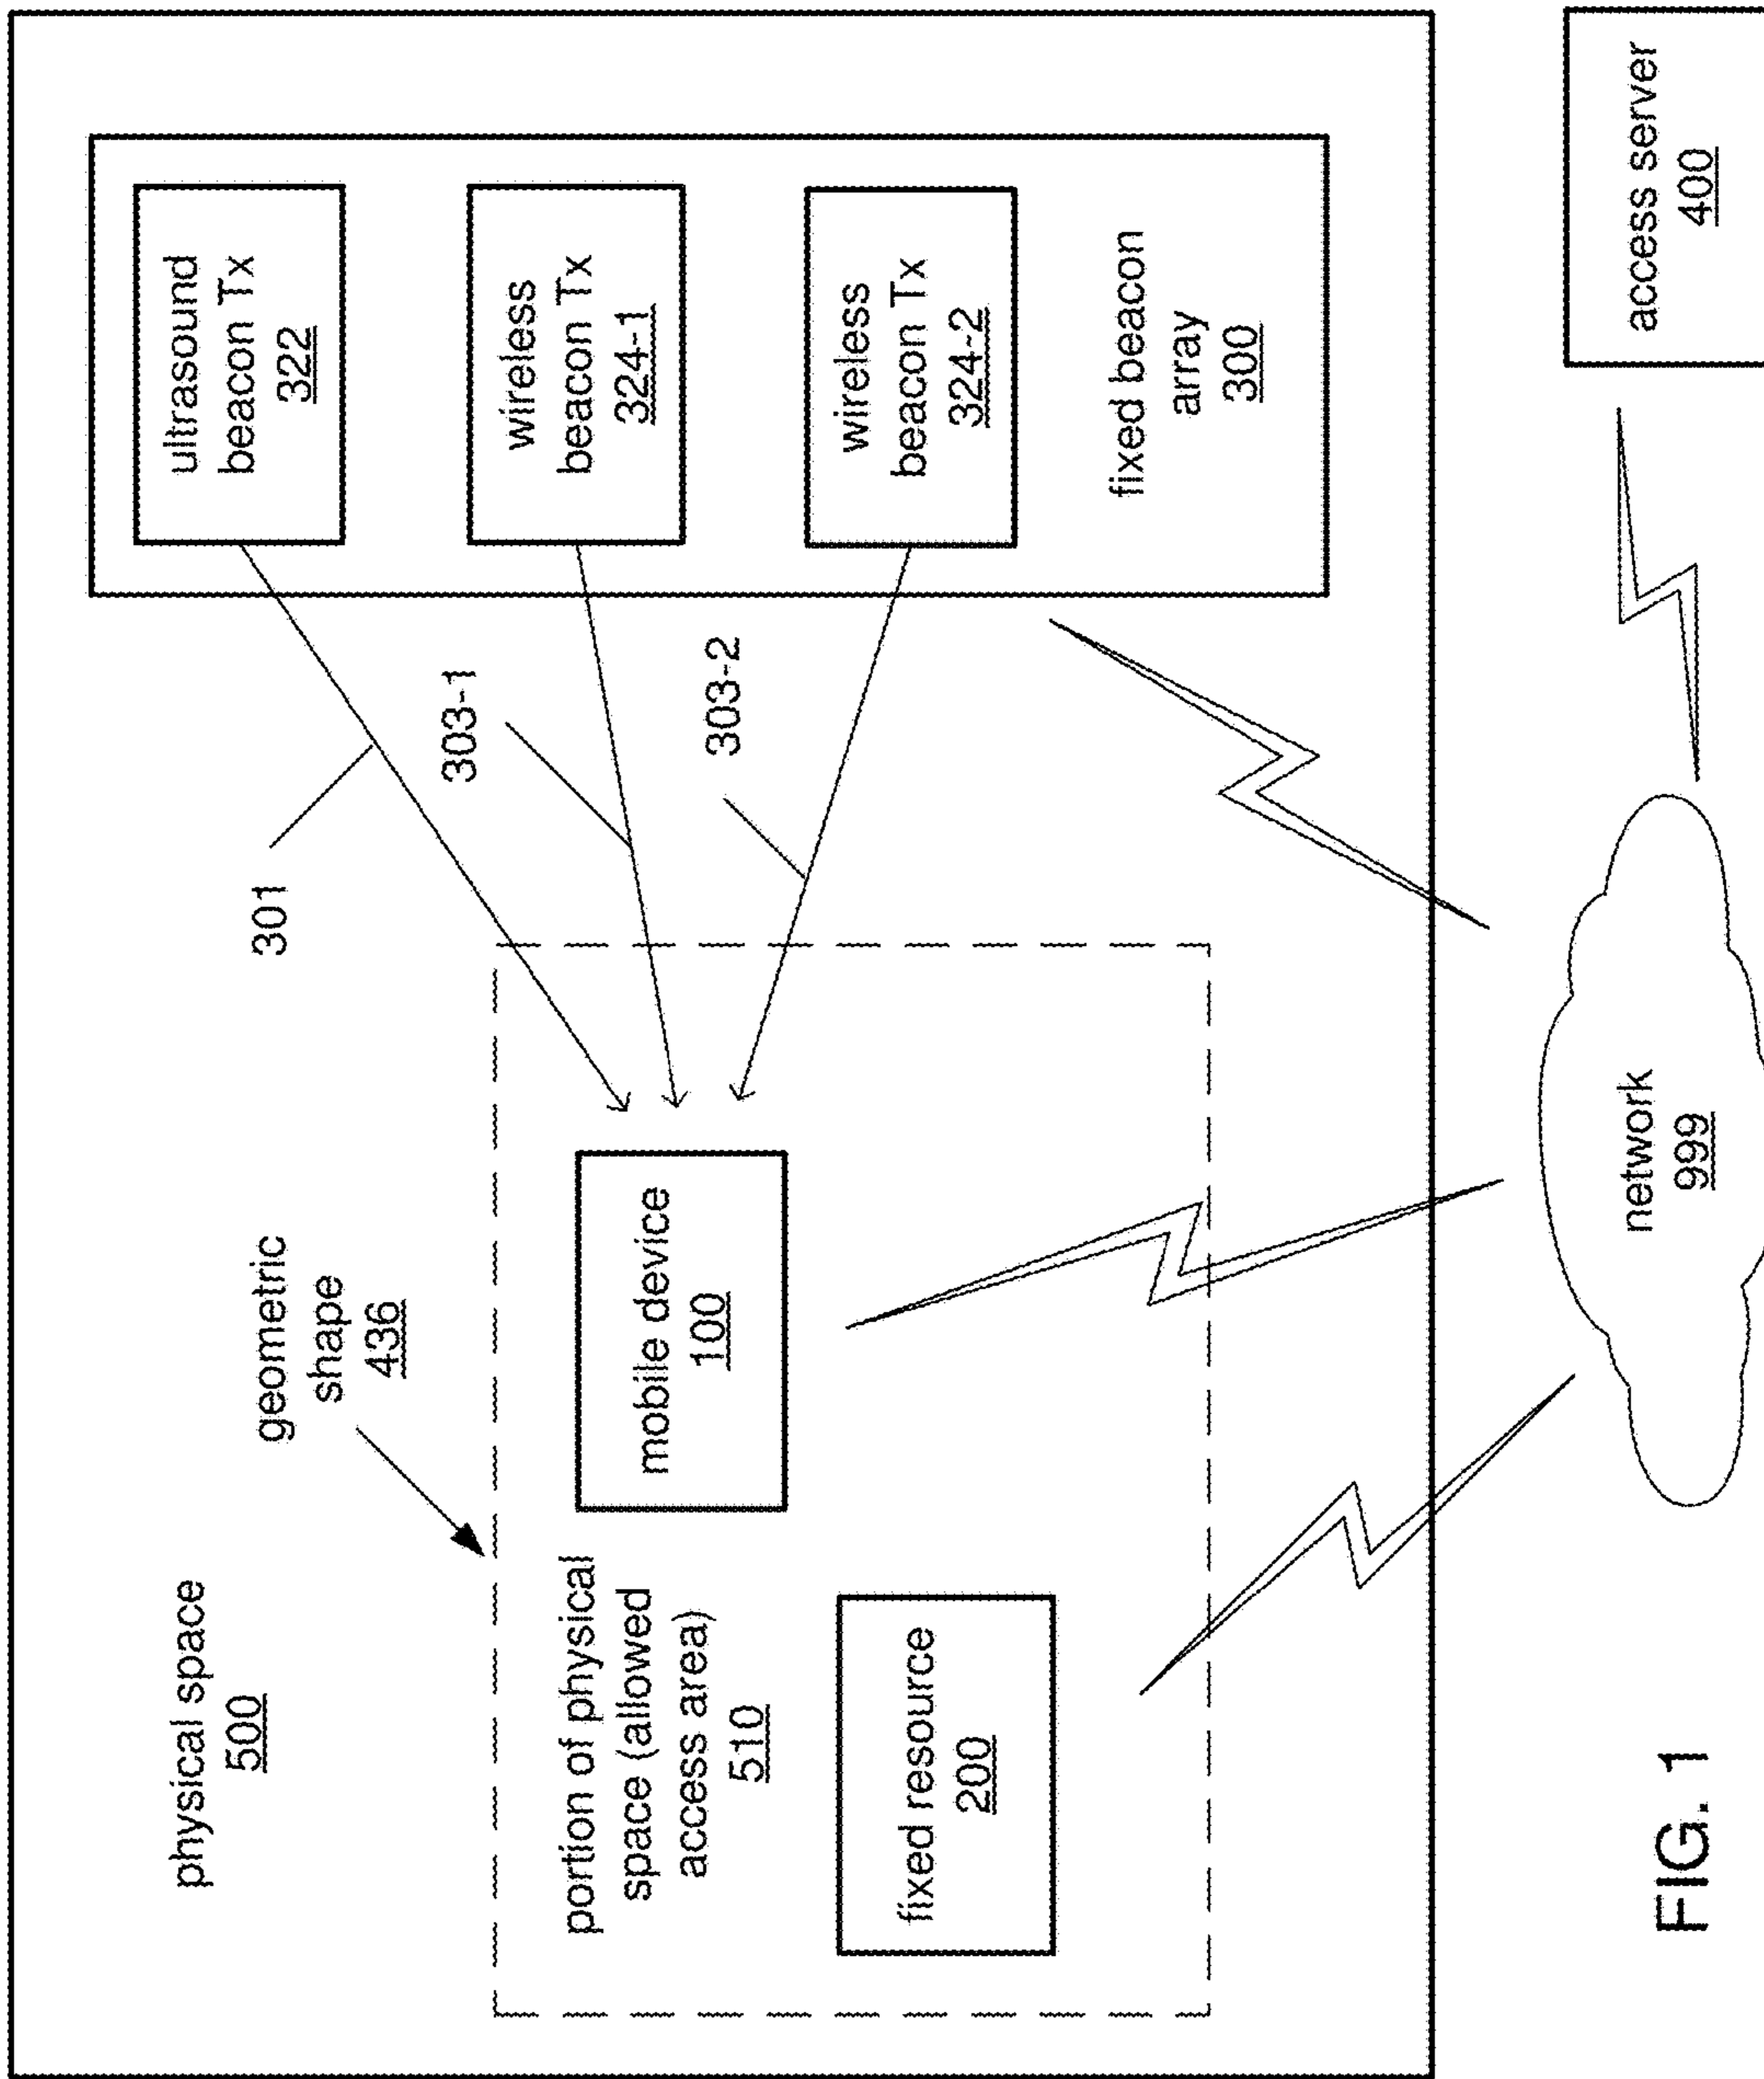 physical space
500
geometric
shape
436
301
303-1
303-2
ultrasound
beacon Tx
322
wireless
beacon Tx
324-1
wireless
beacon Tx
324-2
fixed beacon
array
300
portion of physical
space (allowed
access area)
510
mobile device
100
fixed resource
200
network
999
access server
400
FIG. 1